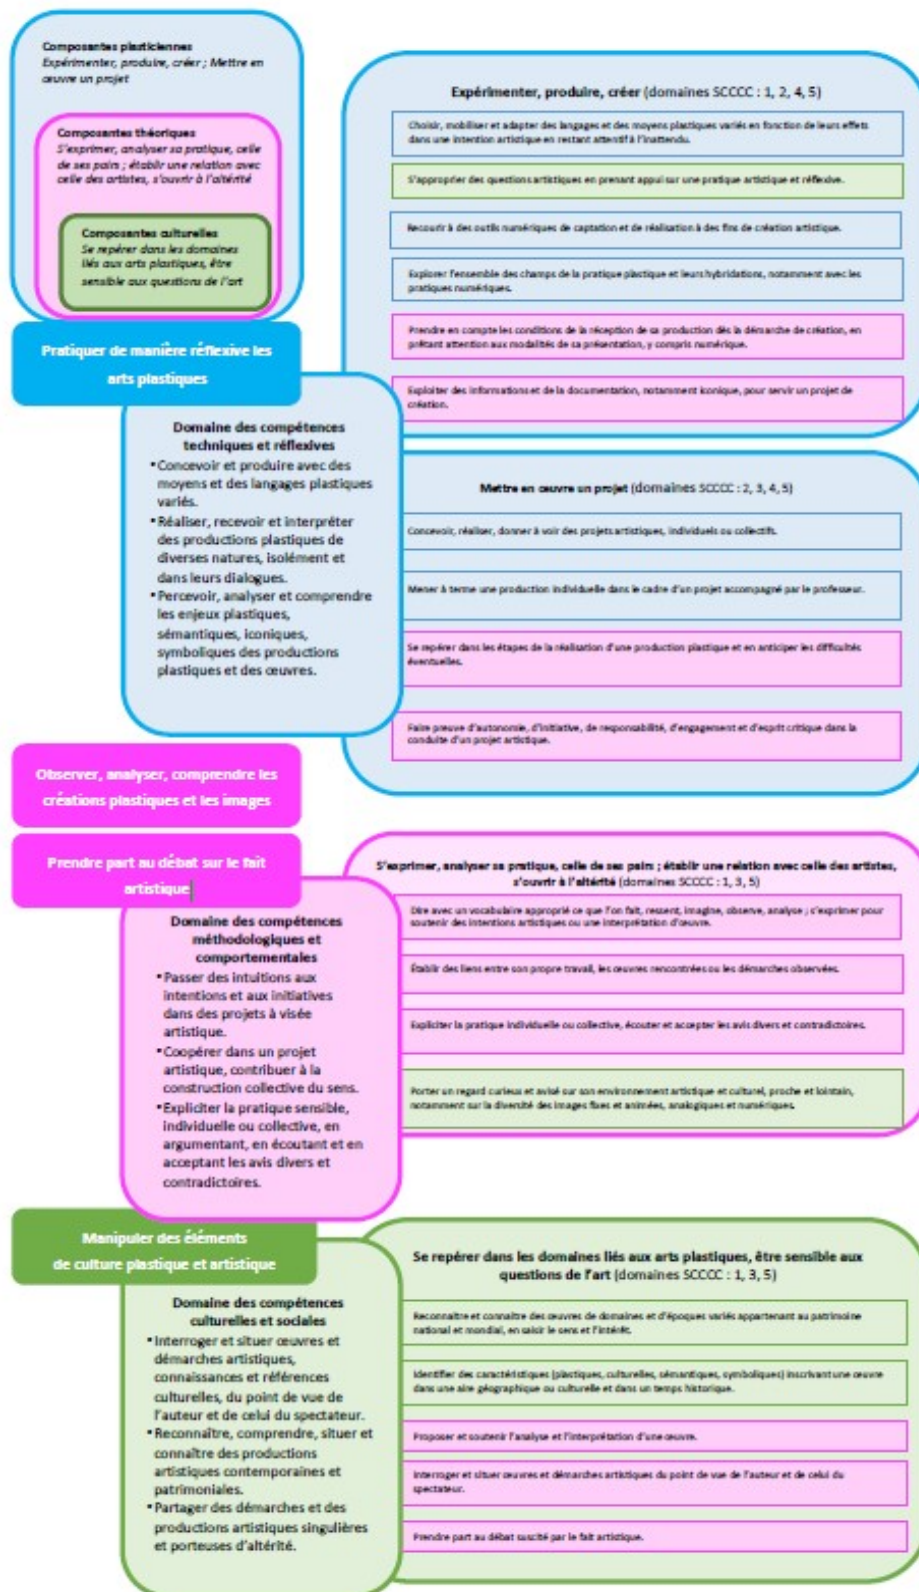 Composantes plasticiennes
Expérimenter, produire, créer ; Mettre en
œuvre un projet
Composantes théoriques
S'exprimer, analyser sa pratique, celle
de ses pairs ; établir une relation avec
celle des artistes, s'ouvrir à l'altérité
Composantes culturelles
Se repérer dans les domaines
liés aux arts plastiques, être
sensible aux questions de l'art
Pratiquer de manière réflexive les
arts plastiques
Expérimenter, produire, créer (domaines SCCCC : 1, 2, 4, 5)
Choisir, mobiliser et adapter des langages et des moyens plastiques variés en fonction de leurs effets
dans une intention artistique en restant attentif à l'inattendu.
S'approprier des questions artistiques en prenant appui sur une pratique artistique et réflexive.
Recourir à des outils numériques de captation et de réalisation à des fins de création artistique.
Explorer l'ensemble des champs de la pratique plastique et leurs hybridations, notamment avec les
pratiques numériques.
Prendre en compte les conditions de la réception de sa production dès la démarche de création, en
prêtant attention aux modalités de sa présentation, y compris numérique.
Exploiter des informations et de la documentation, notamment iconique, pour servir un projet de
création.
Domaine des compétences
techniques et réflexives
▪ Concevoir et produire avec des
moyens et des langages plastiques
variés.
▪ Réaliser, recevoir et interpréter
des productions plastiques de
diverses natures, isolément et
dans leurs dialogues.
▪ Percevoir, analyser et comprendre
les enjeux plastiques,
sémantiques, iconiques,
symboliques des productions
plastiques et des œuvres.
Mettre en œuvre un projet (domaines SCCCC : 2, 3, 4, 5)
Concevoir, réaliser, donner à voir des projets artistiques, individuels ou collectifs.
Mener à terme une production individuelle dans le cadre d'un projet accompagné par le professeur.
Se repérer dans les étapes de la réalisation d'une production plastique et en anticiper les difficultés
éventuelles.
Faire preuve d'autonomie, d'initiative, de responsabilité, d'engagement et d'esprit critique dans la
conduite d'un projet artistique.
Observer, analyser, comprendre les
créations plastiques et les images
Prendre part au débat sur le fait
artistique
Domaine des compétences
méthodologiques et
comportementales
▪ Passer des intuitions aux
intentions et aux initiatives
dans des projets à visée
artistique.
▪ Coopérer dans un projet
artistique, contribuer à la
construction collective du sens.
▪ Expliciter la pratique sensible,
individuelle ou collective, en
argumentant, en écoutant et en
acceptant les avis divers et
contradictoires.
S'exprimer, analyser sa pratique, celle de ses pairs ; établir une relation avec celle des artistes,
s'ouvrir à l'altérité (domaines SCCCC : 1, 3, 5)
Dire avec un vocabulaire approprié ce que l'on fait, ressent, imagine, observe, analyse ; s'exprimer pour
soutenir des intentions artistiques ou une interprétation d'œuvre.
Établir des liens entre son propre travail, les œuvres rencontrées ou les démarches observées.
Expliciter la pratique individuelle ou collective, écouter et accepter les avis divers et contradictoires.
Porter un regard curieux et avisé sur son environnement artistique et culturel, proche et lointain,
notamment sur la diversité des images fixes et animées, analogiques et numériques.
Manipuler des éléments
de culture plastique et artistique
Domaine des compétences
culturelles et sociales
▪ Interroger et situer œuvres et
démarches artistiques,
connaissances et références
culturelles, du point de vue de
l'auteur et de celui du spectateur.
▪ Reconnaître, comprendre, situer et
connaître des productions
artistiques contemporaines et
patrimoniales.
▪ Partager des démarches et des
productions artistiques singulières
et porteuses d'altérité.
Se repérer dans les domaines liés aux arts plastiques, être sensible aux
questions de l'art (domaines SCCCC : 1, 3, 5)
Reconnaître et connaître des œuvres de domaines et d'époques variés appartenant au patrimoine
national et mondial, en saisir le sens et l'intérêt.
Identifier des caractéristiques (plastiques, culturelles, sémantiques, symboliques) inscrivant une œuvre
dans une aire géographique ou culturelle et dans un temps historique.
Proposer et soutenir l'analyse et l'interprétation d'une œuvre.
Interroger et situer œuvres et démarches artistiques du point de vue de l'auteur et de celui du
spectateur.
Prendre part au débat suscité par le fait artistique.